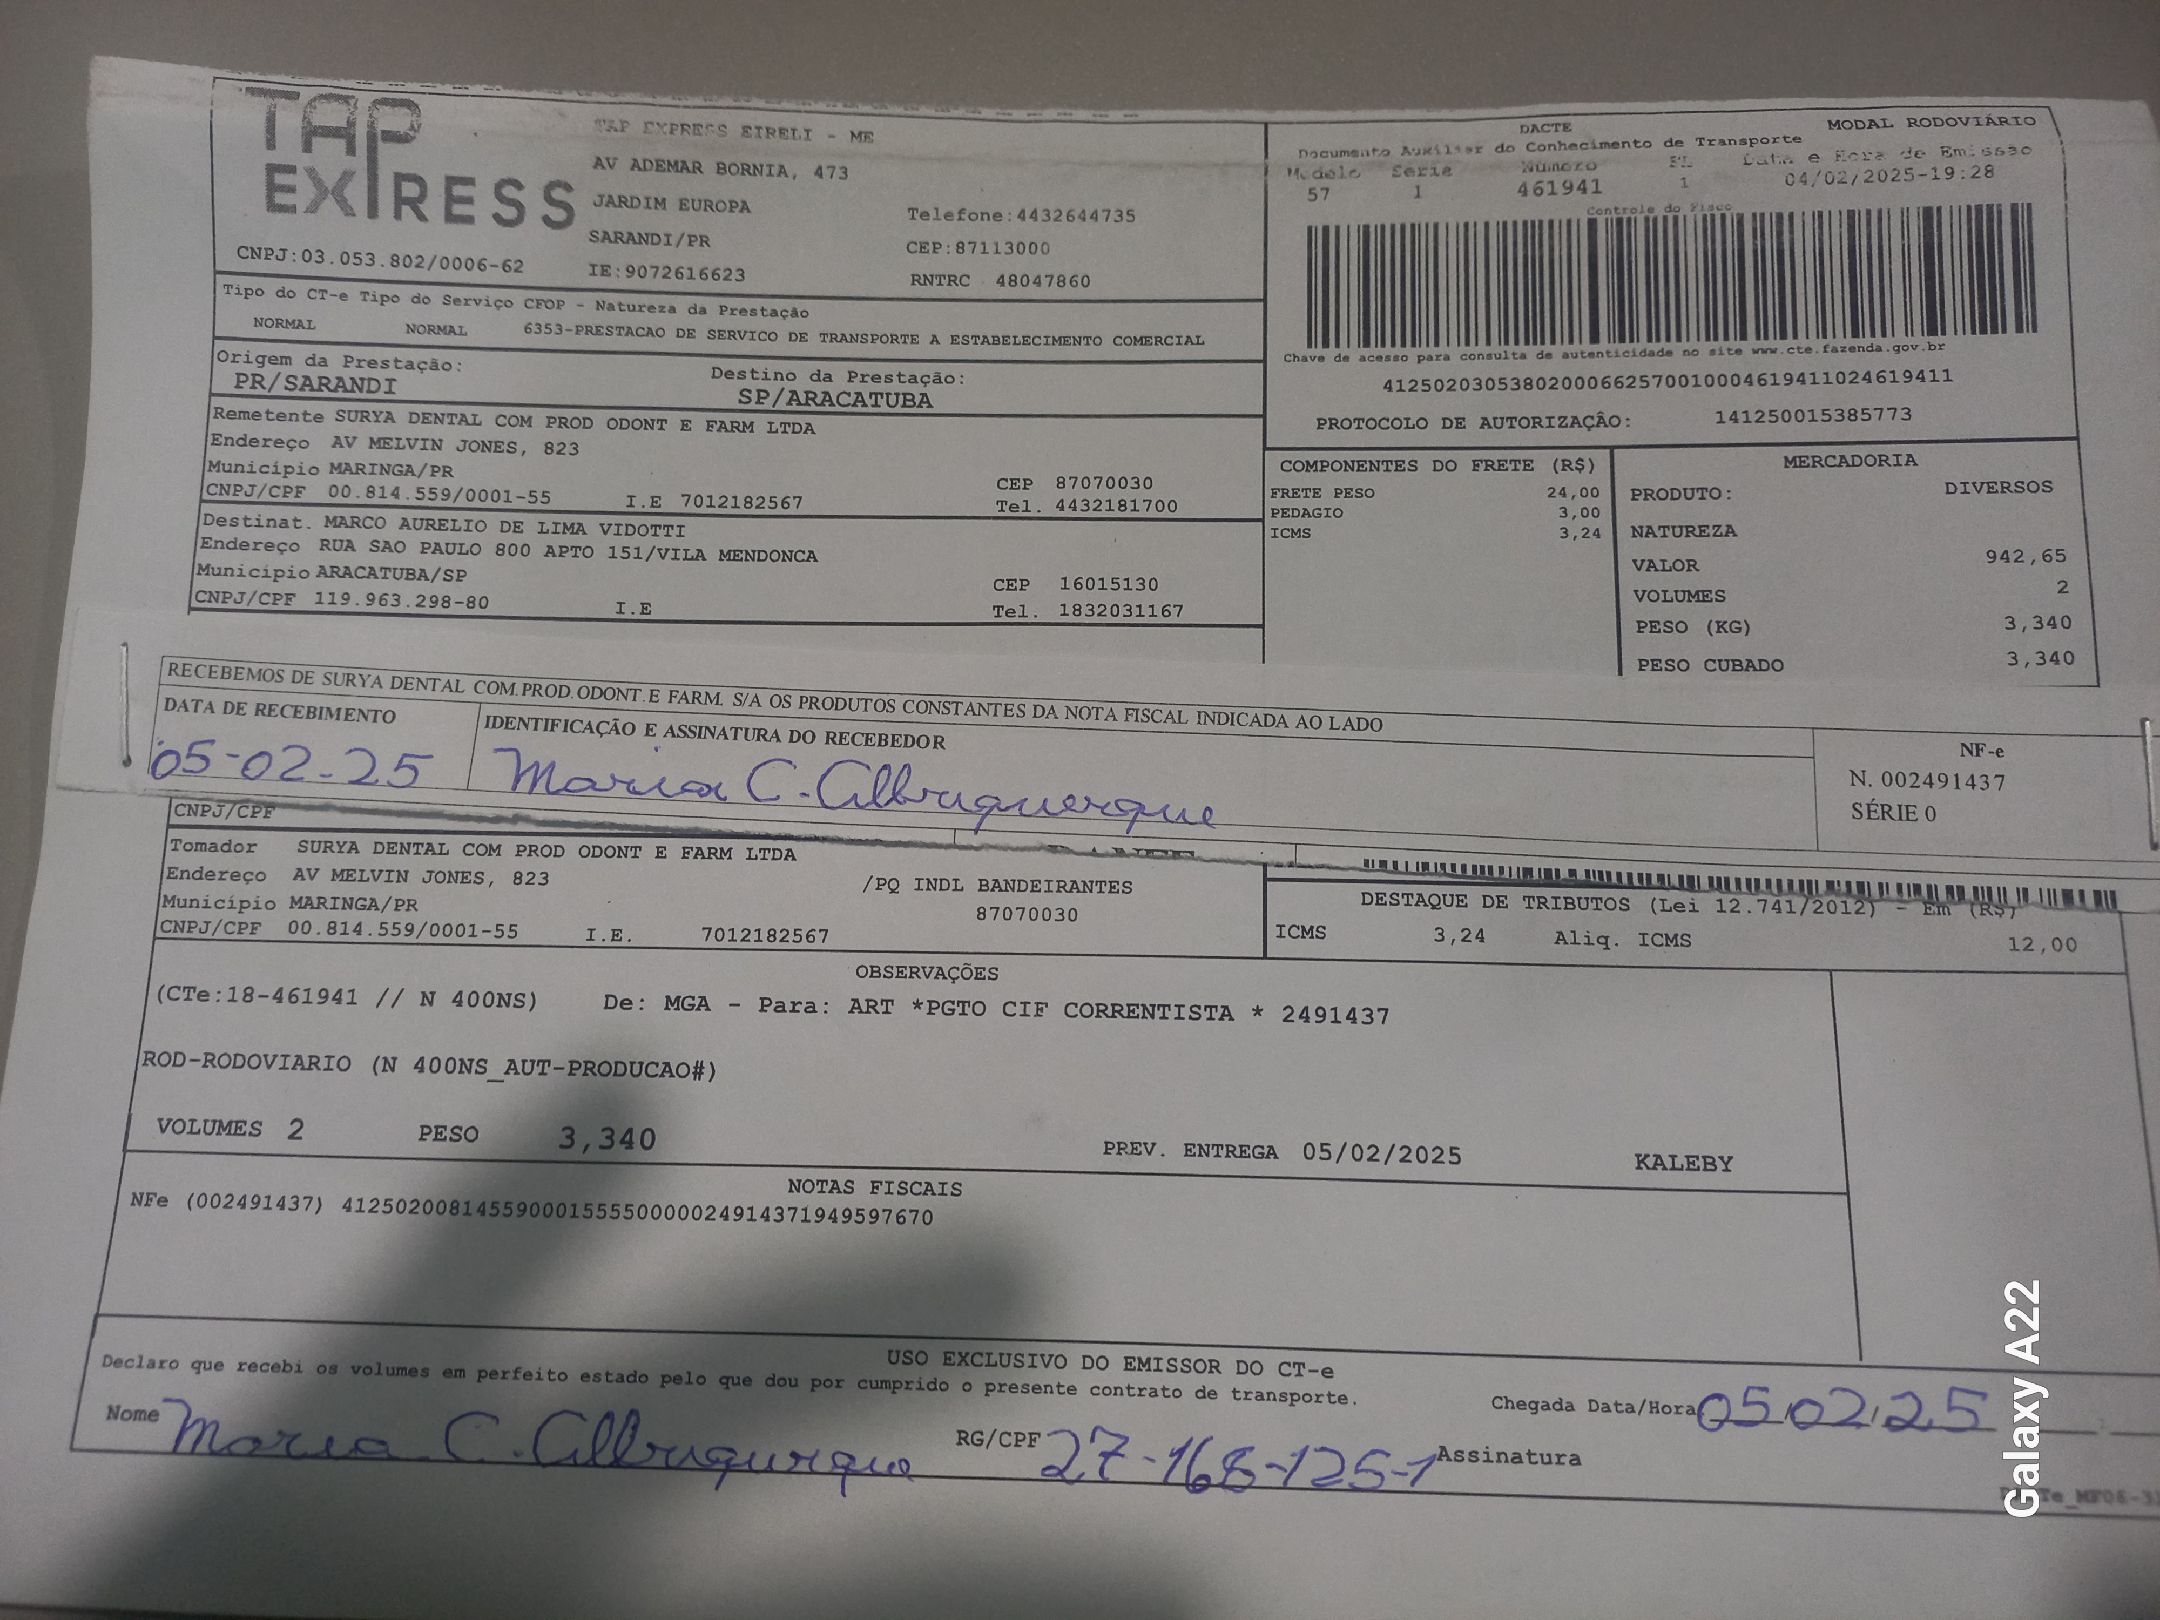 TAP
EXPRESS
TAP EXPRESS EIRELI - ME
AV ADEMAR BORNIA, 473
JARDIM EUROPA
Telefone:4432644735
SARANDI/PR
CEP:87113000
CNPJ:03.053.802/0006-62
IE:9072616623
RNTRC 48047860
DACTE
MODAL RODOVIÁRIO
Documento Auxiliar do Conhecimento de Transporte
Modelo Serie Número FL Data e Hora de Emissão
57 1 461941 1 04/02/2025-19:28
Controle do Fisco
Chave de acesso para consulta de autenticidade no site www.cte.fazenda.gov.br
41250203053802000662570010004619411024619411
PROTOCOLO DE AUTORIZAÇÃO: 141250015385773
Tipo do CT-e Tipo do Serviço CFOP - Natureza da Prestação
NORMAL NORMAL 6353-PRESTACAO DE SERVICO DE TRANSPORTE A ESTABELECIMENTO COMERCIAL
Origem da Prestação: Destino da Prestação:
PR/SARANDI SP/ARACATUBA
Remetente SURYA DENTAL COM PROD ODONT E FARM LTDA
Endereço AV MELVIN JONES, 823
Município MARINGA/PR CEP 87070030
CNPJ/CPF 00.814.559/0001-55 I.E 7012182567 Tel. 4432181700
Destinat. MARCO AURELIO DE LIMA VIDOTTI
Endereço RUA SAO PAULO 800 APTO 151/VILA MENDONCA
Município ARACATUBA/SP CEP 16015130
CNPJ/CPF 119.963.298-80 I.E Tel. 1832031167
COMPONENTES DO FRETE (R$)
FRETE PESO 24,00
PEDAGIO 3,00
ICMS 3,24
MERCADORIA
PRODUTO: DIVERSOS
NATUREZA
VALOR 942,65
VOLUMES 2
PESO (KG) 3,340
PESO CUBADO 3,340
RECEBEMOS DE SURYA DENTAL COM.PROD.ODONT.E FARM. S/A OS PRODUTOS CONSTANTES DA NOTA FISCAL INDICADA AO LADO
DATA DE RECEBIMENTO
IDENTIFICAÇÃO E ASSINATURA DO RECEBEDOR
05-02-25
Maria C. Albuquerque
NF-e
N. 002491437
SÉRIE 0
CNPJ/CPF
Tomador SURYA DENTAL COM PROD ODONT E FARM LTDA
Endereço AV MELVIN JONES, 823 /PQ INDL BANDEIRANTES
Município MARINGA/PR 87070030
CNPJ/CPF 00.814.559/0001-55 I.E. 7012182567
DESTAQUE DE TRIBUTOS (Lei 12.741/2012) - Em (R$)
ICMS 3,24 Aliq. ICMS 12,00
OBSERVAÇÕES
(CTe:18-461941 // N 400NS) De: MGA - Para: ART *PGTO CIF CORRENTISTA * 2491437
ROD-RODOVIARIO (N 400NS_AUT-PRODUCAO#)
VOLUMES 2 PESO 3,340 PREV. ENTREGA 05/02/2025 KALEBY
NOTAS FISCAIS
NFe (002491437) 41250200814559000155550000024914371949597670
USO EXCLUSIVO DO EMISSOR DO CT-e
Declaro que recebi os volumes em perfeito estado pelo que dou por cumprido o presente contrato de transporte.
Chegada Data/Hora 05,02,25
Nome Maria C. Albuquerque RG/CPF 27-168-125-1 Assinatura
Galaxy A22